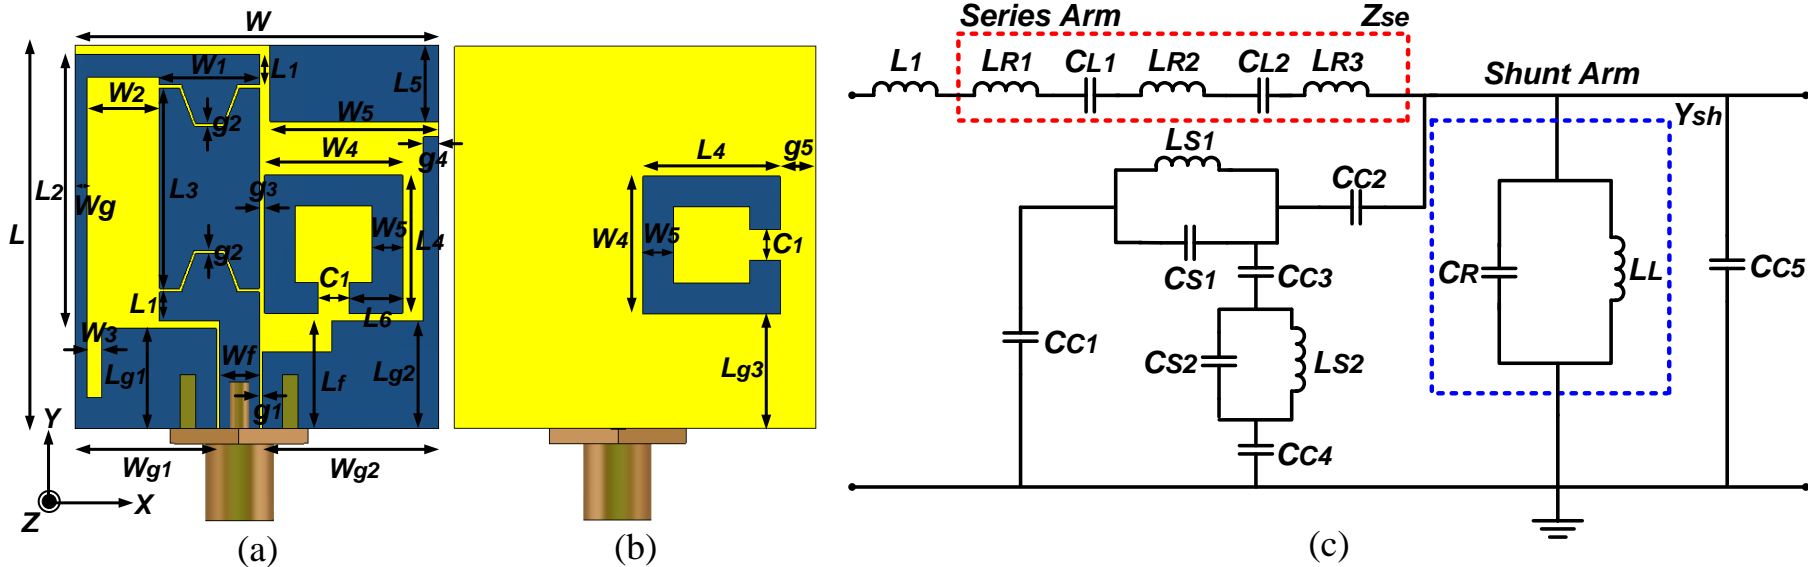 W
W1
L1
L5
W2
g2
W5
W4
g4
L2
L3
g3
Wg
L
W5
L4
g2
C1
L1
L6
W3
Wf
Lg1
Lf
Lg2
g1
Y
Wg1
Wg2
X
Z
(a)
L4
g5
W4
W5
C1
Lg3
(b)
Series Arm
Zse
L1
LR1
CL1
LR2
CL2
LR3
Shunt Arm
Ysh
LS1
CC2
CS1
CC3
CR
LL
CC5
CC1
CS2
LS2
CC4
(c)